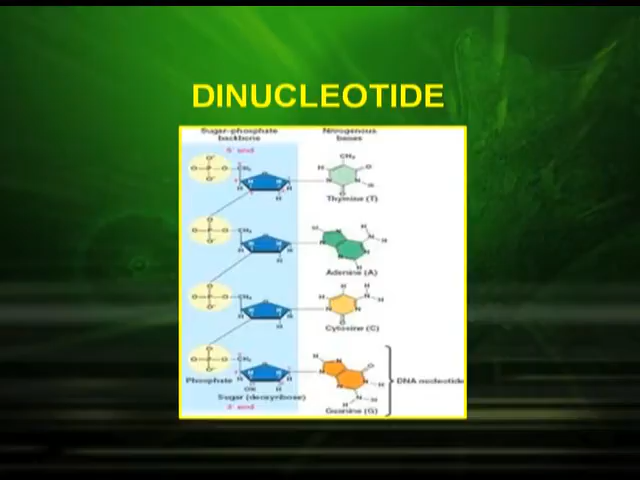 DINUCLEOTIDE
Sugar-phosphate
backbone
Nitrogenous
bases
5' end
Thymine (T)
Adenine (A)
Cytosine (C)
Phosphate
DNA nucleotide
Sugar (deoxyribose)
3' end
Guanine (G)